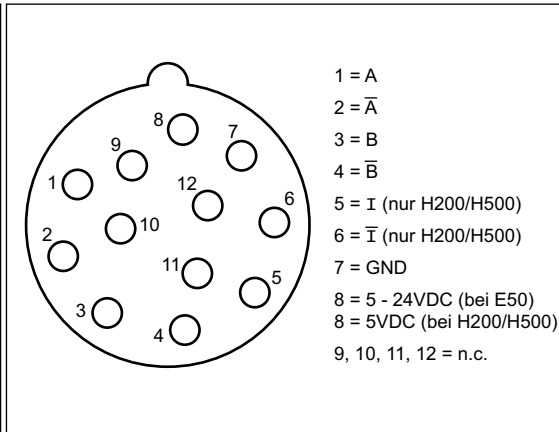 8
7
9
1
12
6
10
2
11
5
3
4
1 = A
2 = A̅
3 = B
4 = B̅
5 = I (nur H200/H500)
6 = I̅ (nur H200/H500)
7 = GND
8 = 5 - 24VDC (bei E50)
8 = 5VDC (bei H200/H500)
9, 10, 11, 12 = n.c.